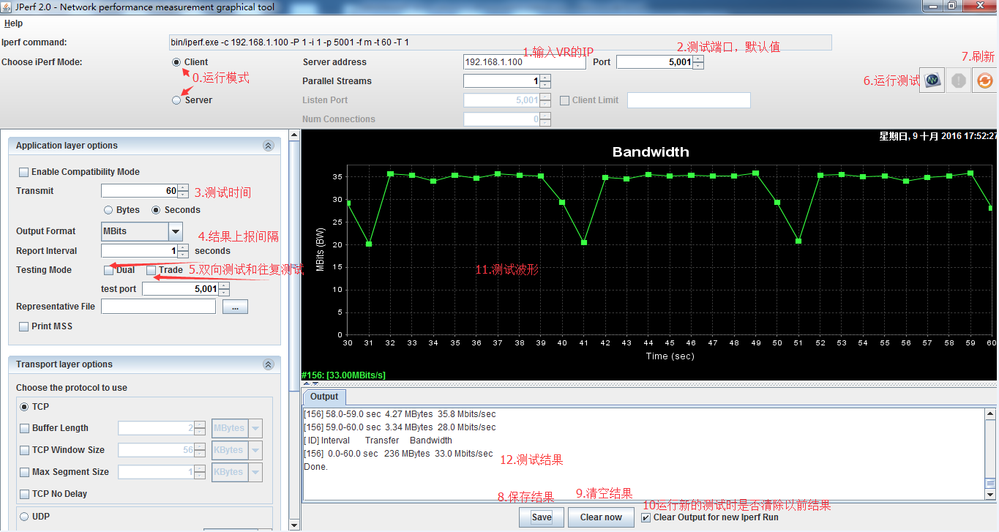 JPerf 2.0 - Network performance measurement graphical tool
Help
Iperf command:
bin/iperf.exe -c 192.168.1.100 -P 1 -i 1 -p 5001 -f m -t 60 -T 1
Choose iPerf Mode:
Client
0.运行模式
Server
Server address
192.168.1.100
1.输入VR的IP
Port
5,001
2.测试端口，默认值
Parallel Streams
1
Listen Port
5,001
Client Limit
Num Connections
0
6.运行测试
7.刷新
Application layer options
Enable Compatibility Mode
Transmit
60
3.测试时间
Bytes
Seconds
Output Format
MBits
4.结果上报间隔
Report Interval
1
seconds
Testing Mode
Dual
Trade
5.双向测试和往复测试
test port
5,001
Representative File
...
Print MSS
Transport layer options
Choose the protocol to use
TCP
Buffer Length
2
MBytes
TCP Window Size
56
KBytes
Max Segment Size
1
KBytes
TCP No Delay
UDP
星期日, 9 十月 2016 17:52:27
Bandwidth
MBits (BW)
35
30
25
20
15
10
5
0
11.测试波形
30 31 32 33 34 35 36 37 38 39 40 41 42 43 44 45 46 47 48 49 50 51 52 53 54 55 56 57 58 59 60
Time (sec)
#156: [33.00MBits/s]
Output
[156] 58.0-59.0 sec 4.27 MBytes 35.8 Mbits/sec
[156] 59.0-60.0 sec 3.34 MBytes 28.0 Mbits/sec
[ ID] Interval Transfer Bandwidth
[156] 0.0-60.0 sec 236 MBytes 33.0 Mbits/sec
Done.
12.测试结果
8.保存结果
9.清空结果
10运行新的测试时是否清除以前结果
Save
Clear now
Clear Output for new Iperf Run